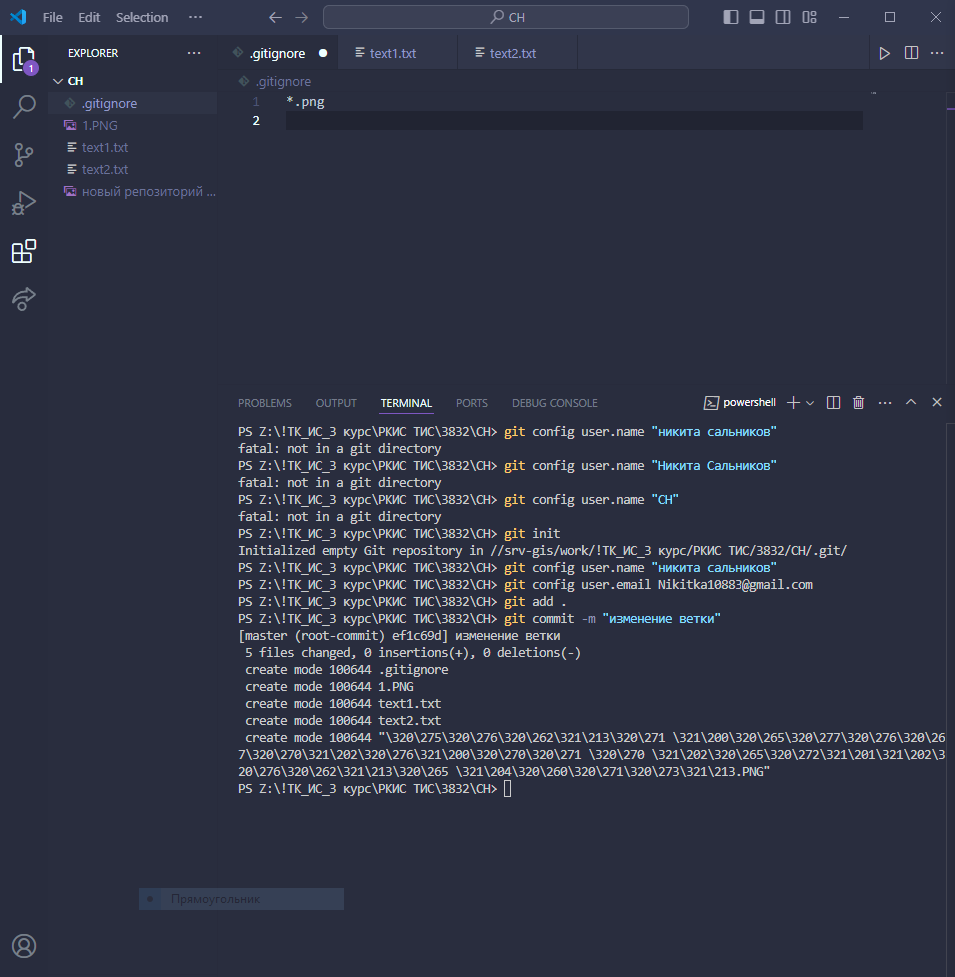 File Edit Selection ···
CH
EXPLORER ···
CH
.gitignore
1.PNG
text1.txt
text2.txt
новый репозиторий ...
.gitignore
text1.txt
text2.txt
.gitignore
1 *.png
2
PROBLEMS OUTPUT TERMINAL PORTS DEBUG CONSOLE powershell
PS Z:\!ТК_ИС_3 курс\РКИС ТИС\3832\СН> git config user.name "никита сальников"
fatal: not in a git directory
PS Z:\!ТК_ИС_3 курс\РКИС ТИС\3832\СН> git config user.name "Никита Сальников"
fatal: not in a git directory
PS Z:\!ТК_ИС_3 курс\РКИС ТИС\3832\СН> git config user.name "СН"
fatal: not in a git directory
PS Z:\!ТК_ИС_3 курс\РКИС ТИС\3832\СН> git init
Initialized empty Git repository in //srv-gis/work/!ТК_ИС_3 курс/РКИС ТИС/3832/СН/.git/
PS Z:\!ТК_ИС_3 курс\РКИС ТИС\3832\СН> git config user.name "никита сальников"
PS Z:\!ТК_ИС_3 курс\РКИС ТИС\3832\СН> git config user.email Nikitka10883@gmail.com
PS Z:\!ТК_ИС_3 курс\РКИС ТИС\3832\СН> git add .
PS Z:\!ТК_ИС_3 курс\РКИС ТИС\3832\СН> git commit -m "изменение ветки"
[master (root-commit) ef1c69d] изменение ветки
5 files changed, 0 insertions(+), 0 deletions(-)
create mode 100644 .gitignore
create mode 100644 1.PNG
create mode 100644 text1.txt
create mode 100644 text2.txt
create mode 100644 "\320\275\320\276\320\262\321\213\320\271 \321\200\320\265\320\277\320\276\320\26
7\320\270\321\202\320\276\321\200\320\270\320\271 \320\270 \321\202\320\265\320\272\321\201\321\202\3
20\276\320\262\321\213\320\265 \321\204\320\260\320\271\320\273\321\213.PNG"
PS Z:\!ТК_ИС_3 курс\РКИС ТИС\3832\СН>
Прямоугольник
1